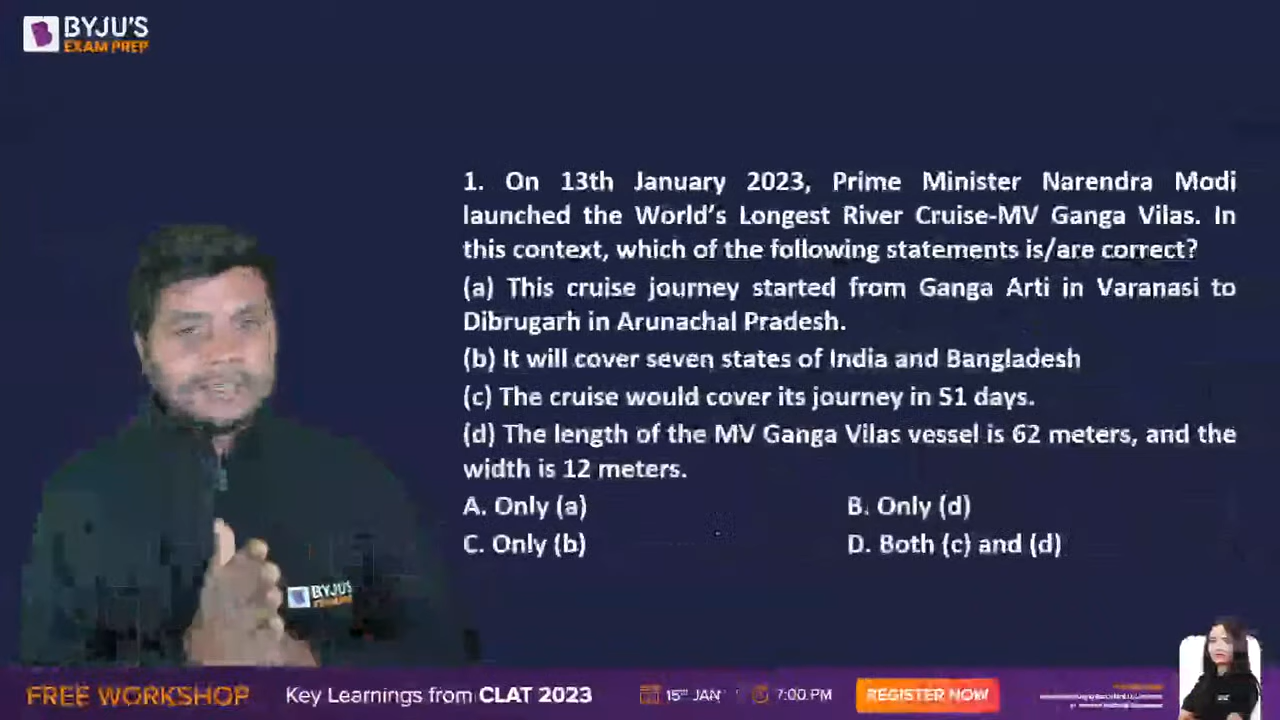 BYJU'S
EXAM PREP
1. On 13th January 2023, Prime Minister Narendra Modi
launched the World's Longest River Cruise-MV Ganga Vilas. In
this context, which of the following statements is/are correct?
(a) This cruise journey started from Ganga Arti in Varanasi to
Dibrugarh in Arunachal Pradesh.
(b) It will cover seven states of India and Bangladesh
(c) The cruise would cover its journey in 51 days.
(d) The length of the MV Ganga Vilas vessel is 62 meters, and the
width is 12 meters.
A. Only (a)
B. Only (d)
C. Only (b)
D. Both (c) and (d)
BYJU'S
FREE WORKSHOP
Key Learnings from CLAT 2023
15TH JAN
7:00 PM
REGISTER NOW